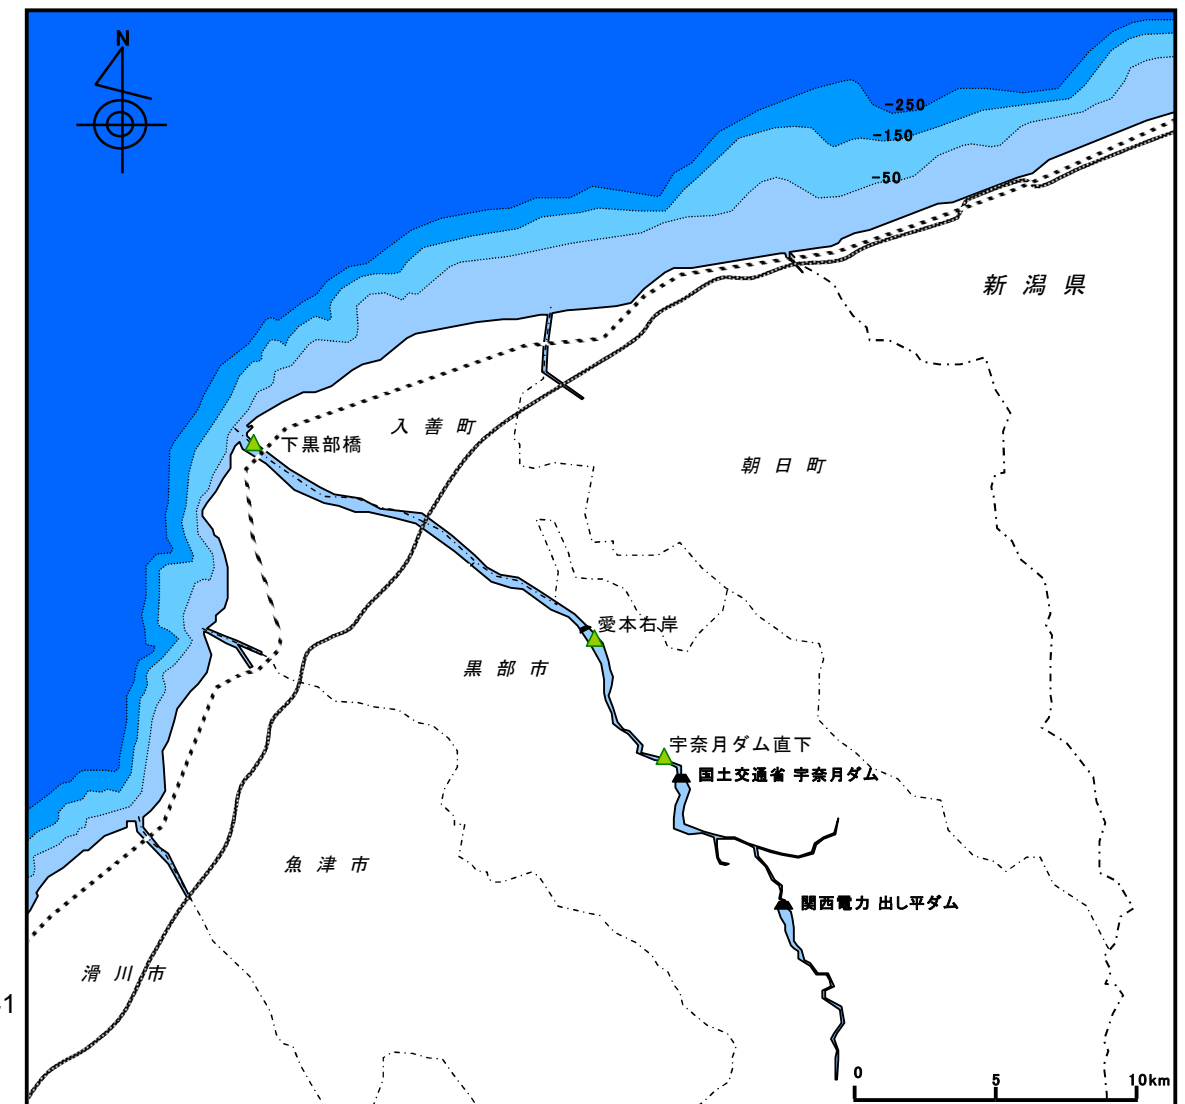 N
-250
-150
-50
新潟県
入善町
下黒部橋
朝日町
愛本右岸
黒部市
宇奈月ダム直下
国土交通省 宇奈月ダム
魚津市
関西電力 出し平ダム
滑川市
1
0 5 10km